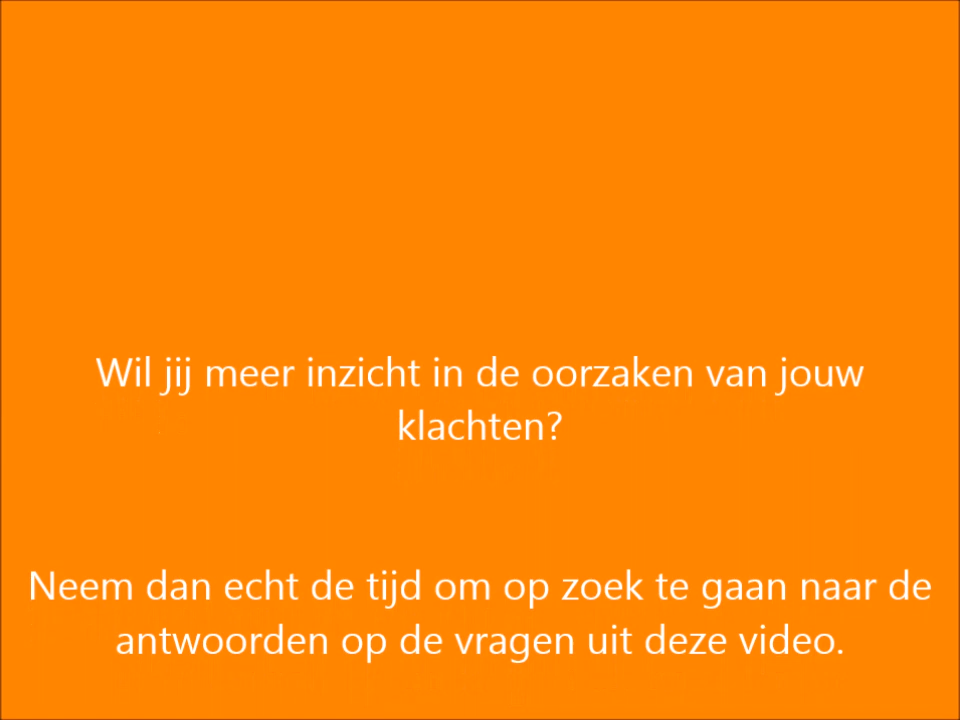 Wil jij meer inzicht in de oorzaken van jouw
klachten?
Neem dan echt de tijd om op zoek te gaan naar de
antwoorden op de vragen uit deze video.